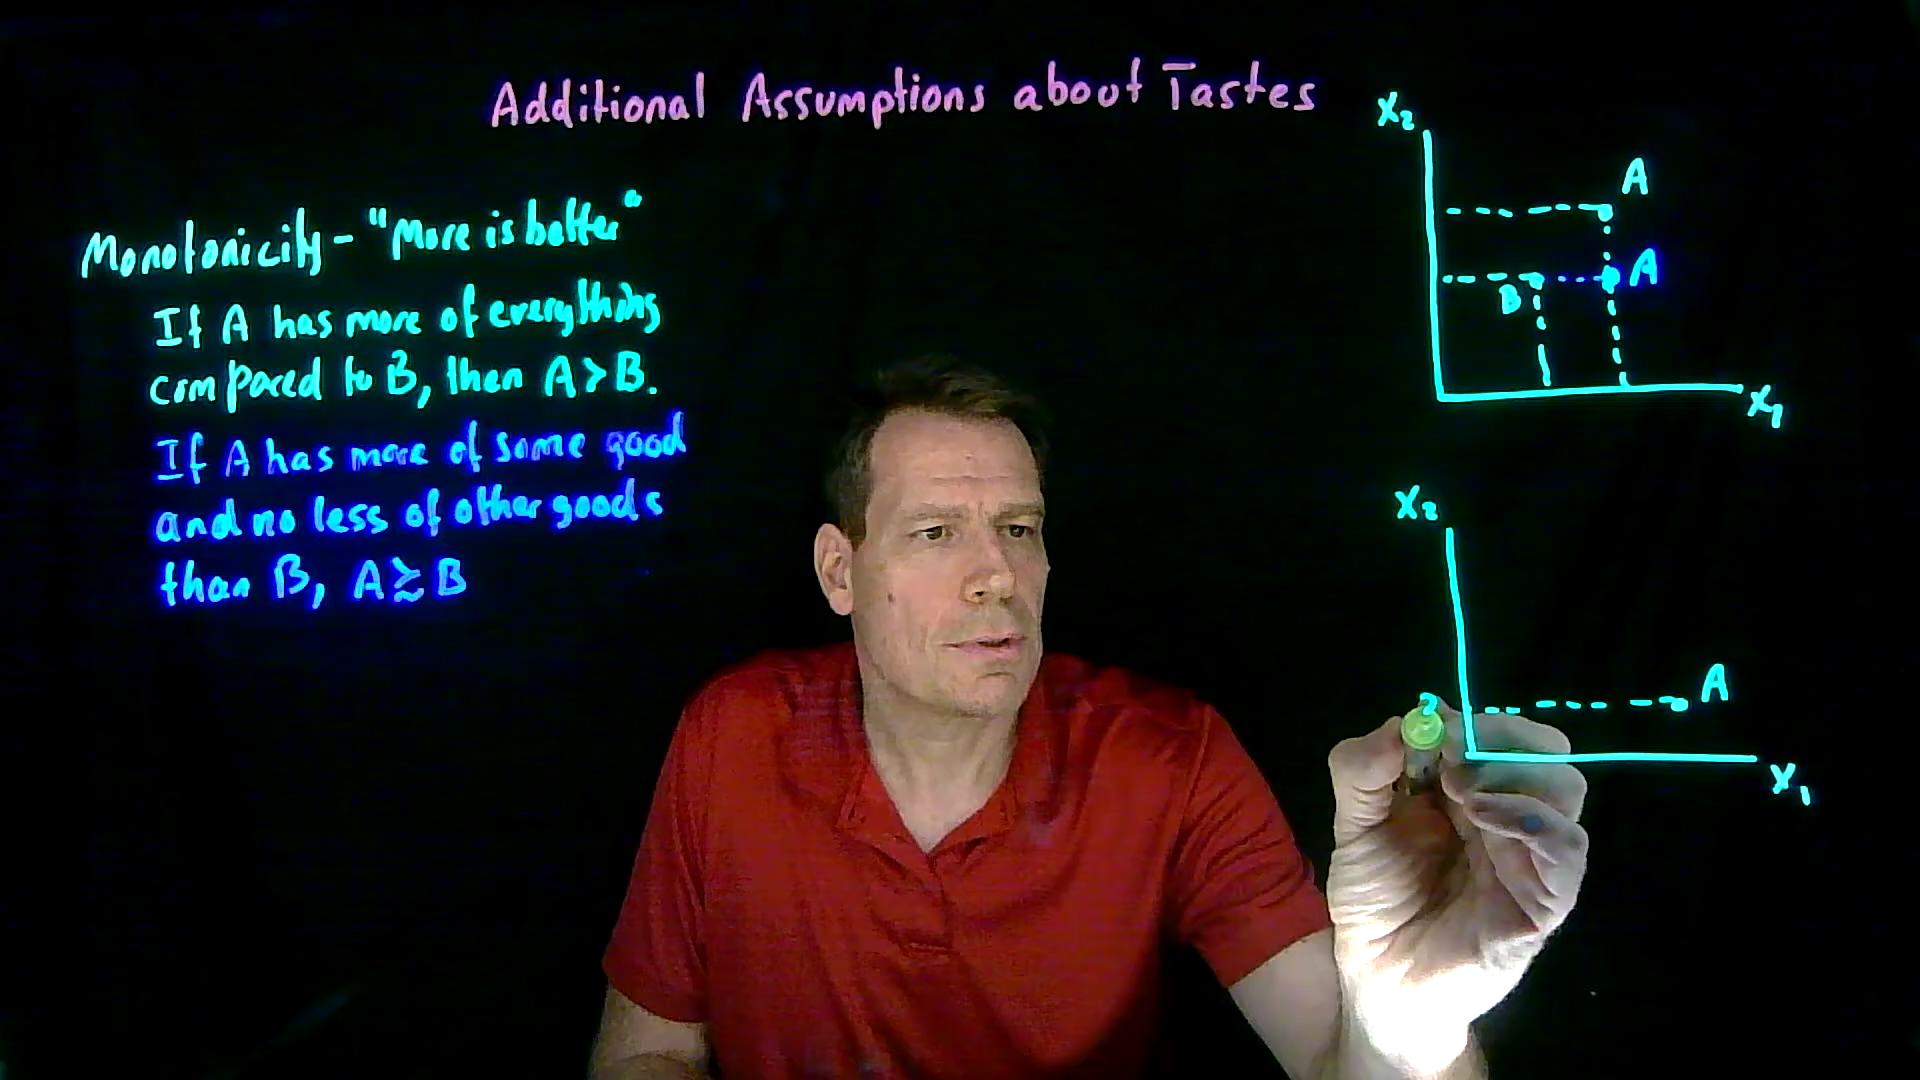 Additional Assumptions about Tastes
Monotonicity - "More is better"
If A has more of everything
compared to B, then A > B.
If A has more of some good
and no less of other goods
than B, A ≿ B
X₂
A
A
B
X₁
X₂
A
2
X₁